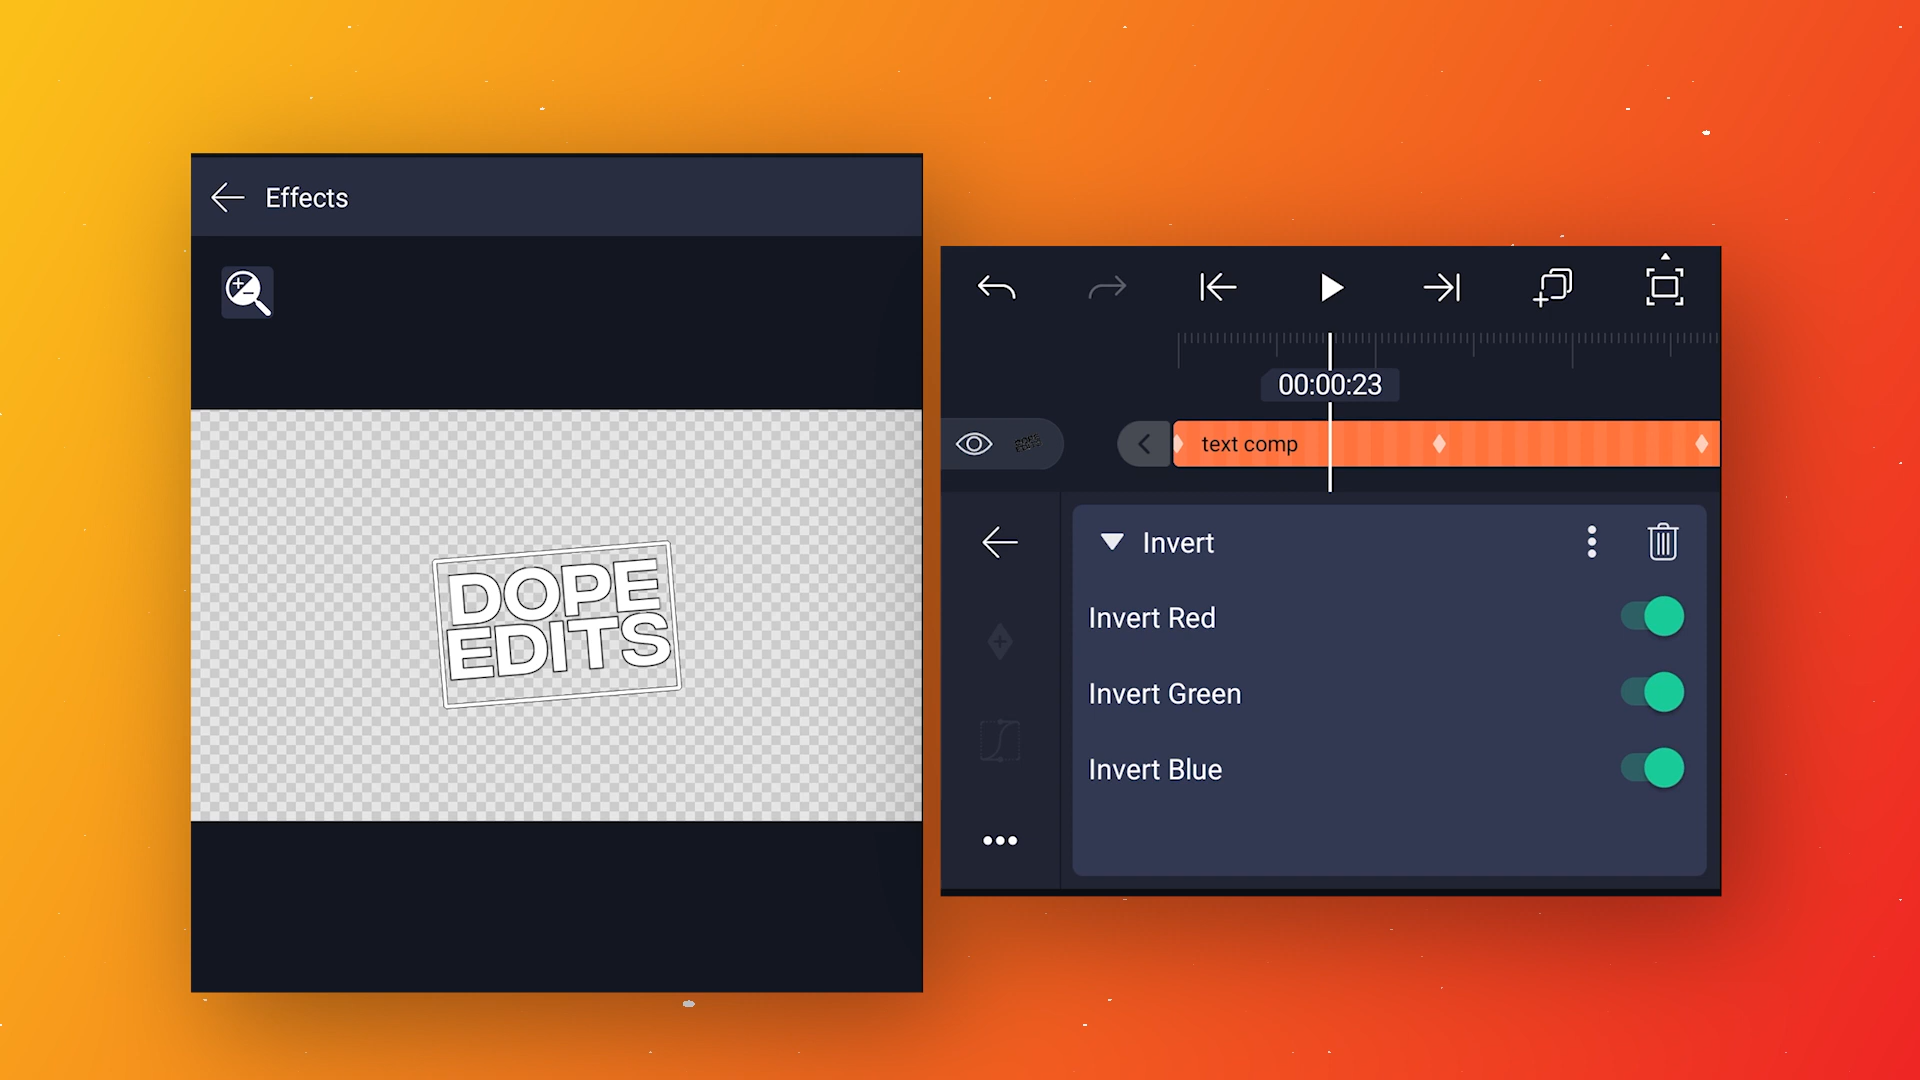 Effects
DOPE
EDITS
00:00:23
text comp
Invert
Invert Red
Invert Green
Invert Blue